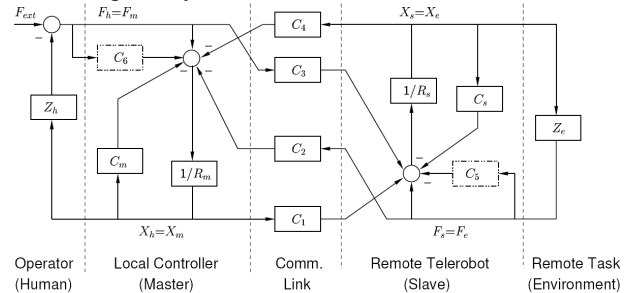 F_ext F_h=F_m X_s=X_e
C_4
C_6 C_3 1/R_s C_s
Z_h Z_e
C_m 1/R_m C_2 C_5
C_1
X_h=X_m F_s=F_e
Operator Local Controller Comm. Remote Telerobot Remote Task
(Human) (Master) Link (Slave) (Environment)